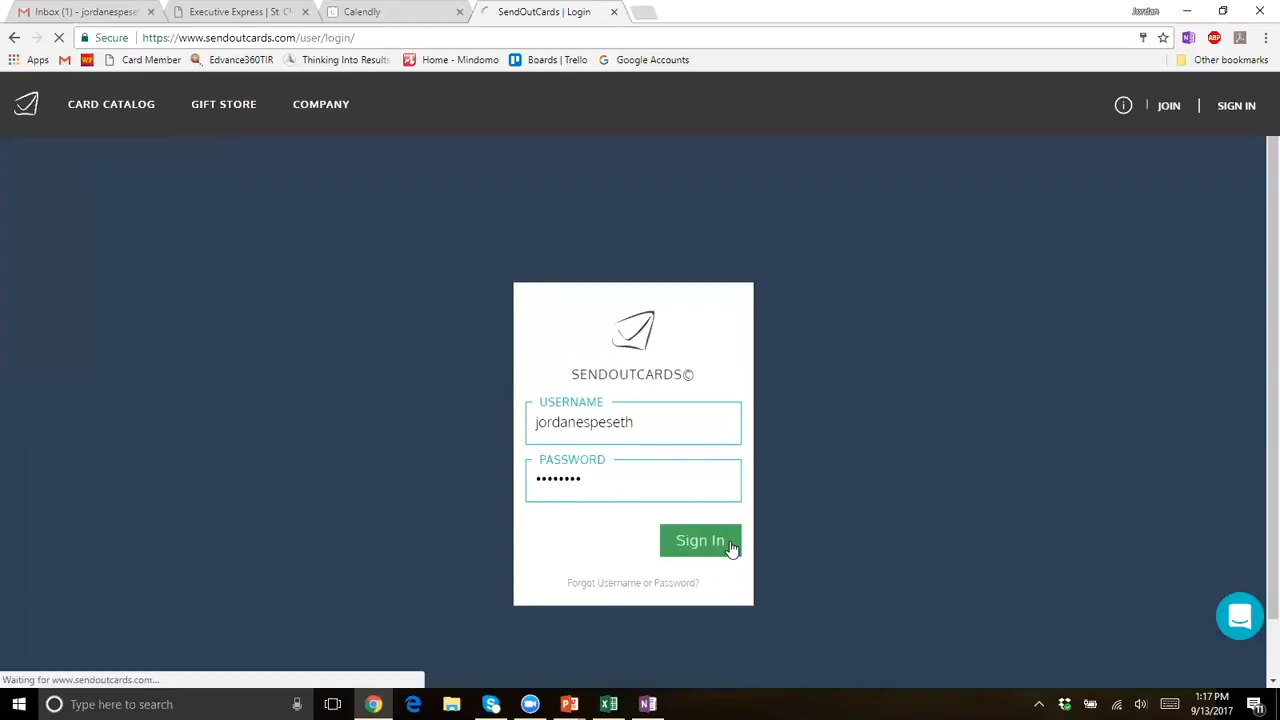 Inbox (1) - jordanespese
Executive Express | St. Cl
Calendly
SendOutCards | Login
Jordan
Secure
https://www.sendoutcards.com/user/login/
Apps
Card Member
Edvance360TIR
Thinking Into Results
Home - Mindomo
Boards | Trello
Google Accounts
Other bookmarks
CARD CATALOG
GIFT STORE
COMPANY
JOIN
SIGN IN
SENDOUTCARDS©
USERNAME
jordanespeseth
PASSWORD
••••••••
Sign In
Forgot Username or Password?
Waiting for www.sendoutcards.com...
Type here to search
1:17 PM
9/13/2017